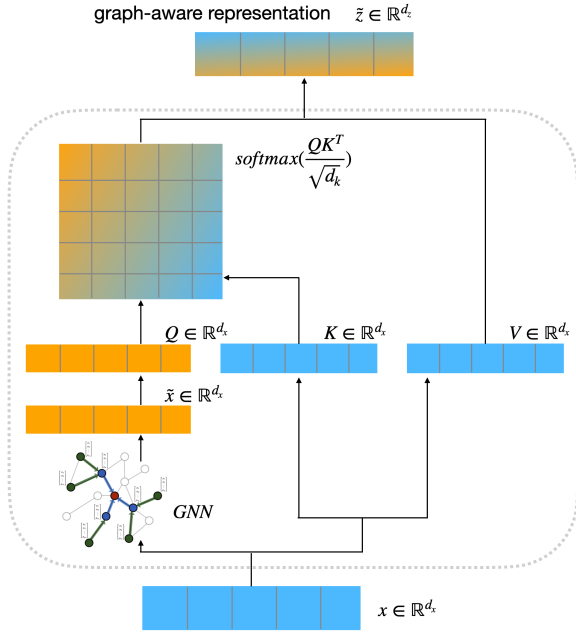 graph-aware representation z̃ ∈ ℝ^{d_z}
softmax(QK^T/√d_k)
Q ∈ ℝ^{d_x}
K ∈ ℝ^{d_x}
V ∈ ℝ^{d_x}
x̃ ∈ ℝ^{d_x}
GNN
x ∈ ℝ^{d_x}